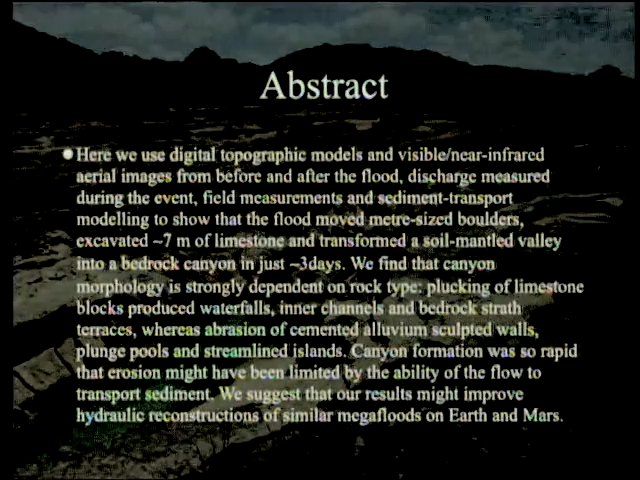 Abstract
Here we use digital topographic models and visible/near-infrared
aerial images from before and after the flood, discharge measured
during the event, field measurements and sediment-transport
modelling to show that the flood moved metre-sized boulders,
excavated ~7 m of limestone and transformed a soil-mantled valley
into a bedrock canyon in just ~3days. We find that canyon
morphology is strongly dependent on rock type: plucking of limestone
blocks produced waterfalls, inner channels and bedrock strath
terraces, whereas abrasion of cemented alluvium sculpted walls,
plunge pools and streamlined islands. Canyon formation was so rapid
that erosion might have been limited by the ability of the flow to
transport sediment. We suggest that our results might improve
hydraulic reconstructions of similar megafloods on Earth and Mars.